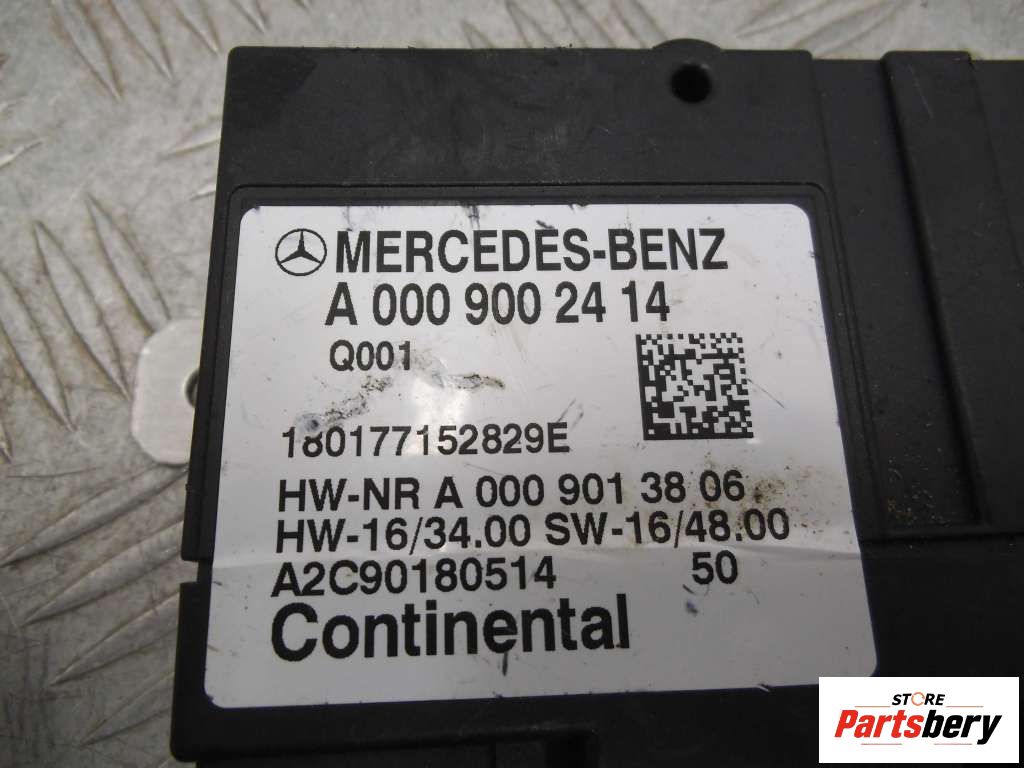 MERCEDES-BENZ
A 000 900 24 14
Q001
180177152829E
HW-NR A 000 901 38 06
HW-16/34.00 SW-16/48.00
A2C90180514 50
Continental
STORE
Partsbery